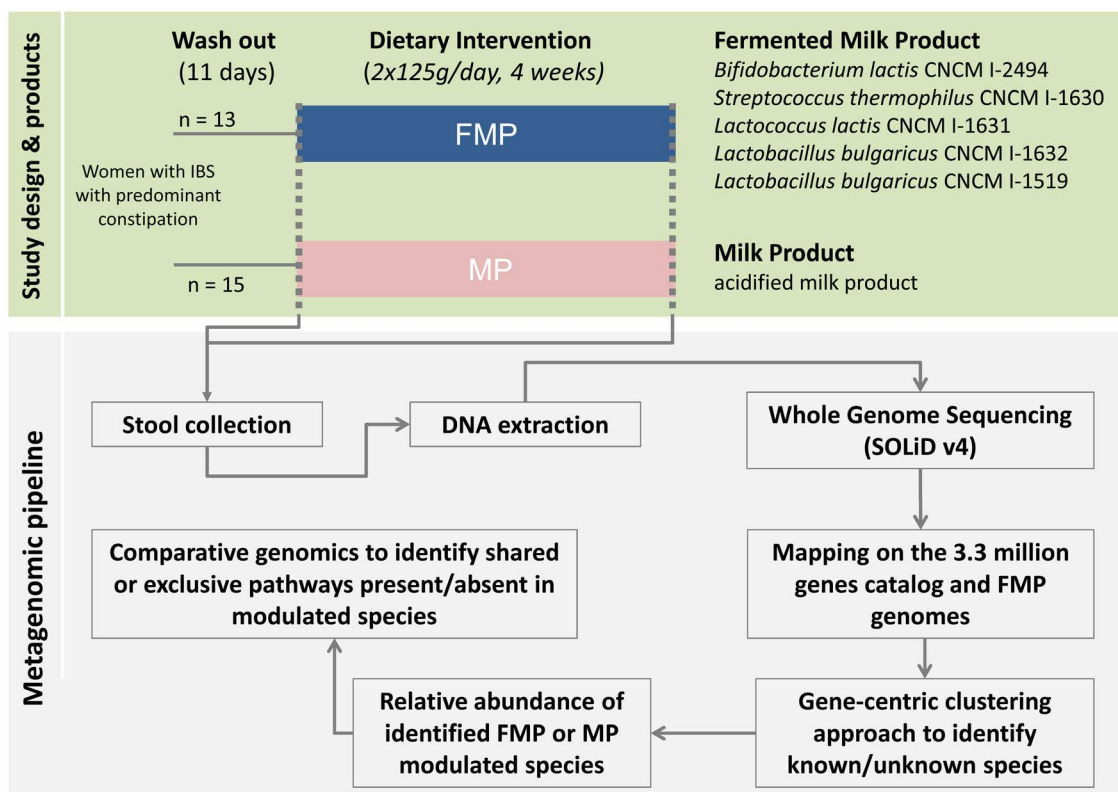 Study design & products
Wash out
(11 days)
Dietary Intervention
(2x125g/day, 4 weeks)
n = 13
FMP
Women with IBS
with predominant
constipation
MP
n = 15
Fermented Milk Product
Bifidobacterium lactis CNCM I-2494
Streptococcus thermophilus CNCM I-1630
Lactococcus lactis CNCM I-1631
Lactobacillus bulgaricus CNCM I-1632
Lactobacillus bulgaricus CNCM I-1519
Milk Product
acidified milk product
Metagenomic pipeline
Stool collection
DNA extraction
Whole Genome Sequencing
(SOLiD v4)
Mapping on the 3.3 million
genes catalog and FMP
genomes
Gene-centric clustering
approach to identify
known/unknown species
Relative abundance of
identified FMP or MP
modulated species
Comparative genomics to identify shared
or exclusive pathways present/absent in
modulated species